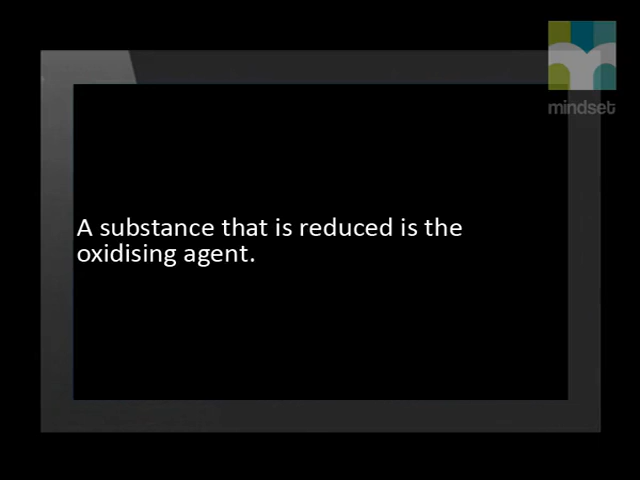 mindset
A substance that is reduced is the
oxidising agent.